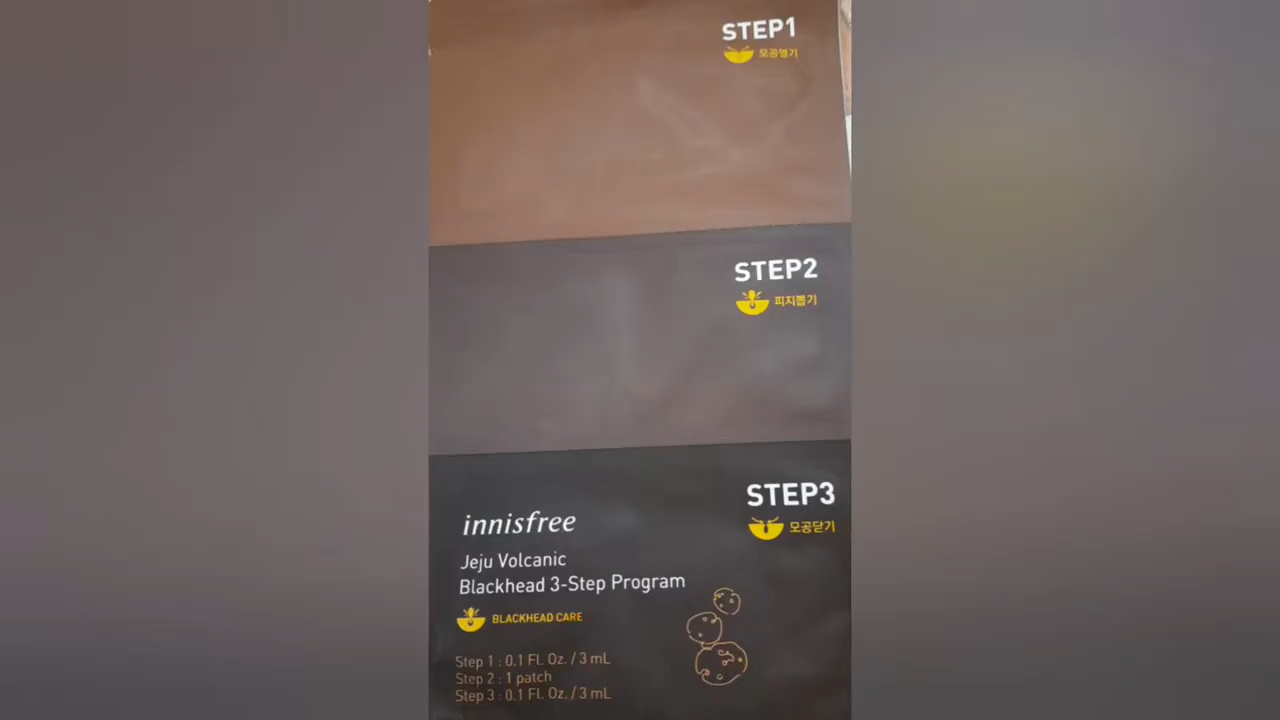 STEP1
모공열기
STEP2
피지뽑기
STEP3
모공닫기
innisfree
Jeju Volcanic
Blackhead 3-Step Program
BLACKHEAD CARE
Step 1 : 0.1 Fl. Oz. / 3 mL
Step 2 : 1 patch
Step 3 : 0.1 Fl. Oz. / 3 mL